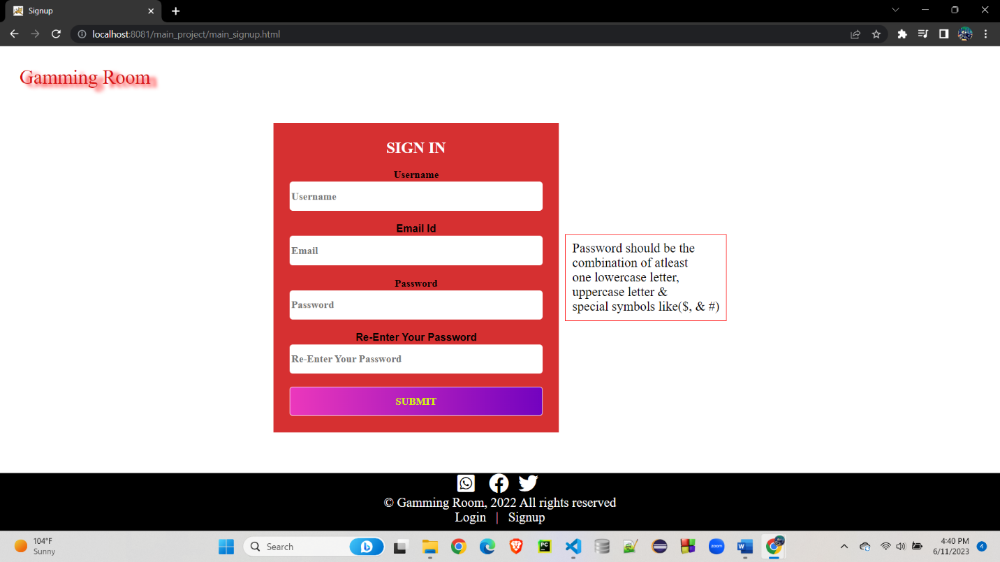 Signup
localhost:8081/main_project/main_signup.html
Gamming Room
SIGN IN
Username
Username
Email Id
Email
Password
Password
Re-Enter Your Password
Re-Enter Your Password
SUBMIT
Password should be the
combination of atleast
one lowercase letter,
uppercase letter &
special symbols like($, & #)
© Gamming Room, 2022 All rights reserved
Login | Signup
104°F
Sunny
Search
b
PC
zoom
W
4:40 PM
6/11/2023
4